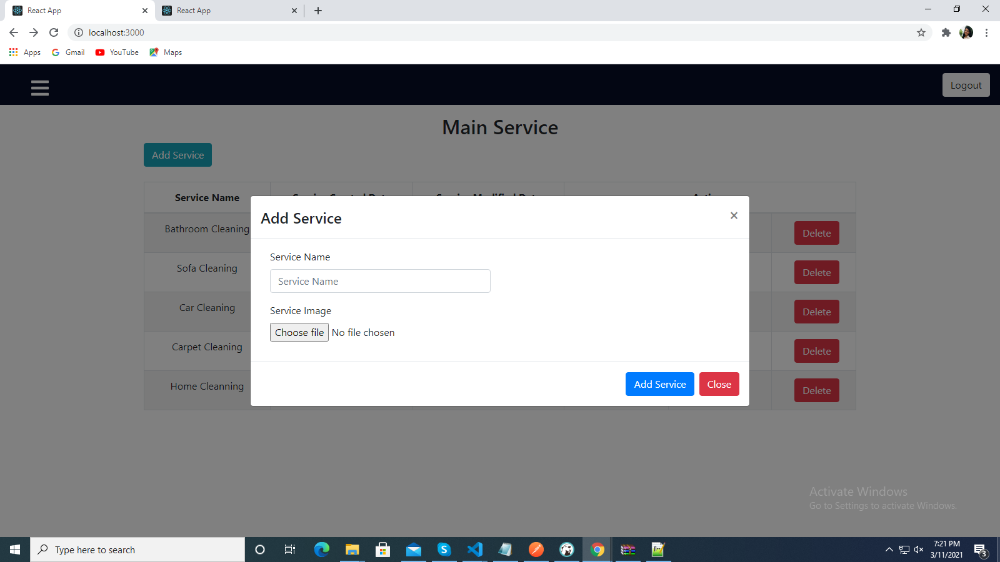 React App
React App
localhost:3000
Apps
Gmail
YouTube
Maps
Logout
Main Service
Add Service
Service Name
Bathroom Cleaning
Delete
Sofa Cleaning
Delete
Car Cleaning
Delete
Carpet Cleaning
Delete
Home Cleanning
Delete
Add Service
×
Service Name
Service Name
Service Image
Choose file No file chosen
Add Service
Close
Activate Windows
Go to Settings to activate Windows.
Type here to search
7:21 PM
3/11/2021
3